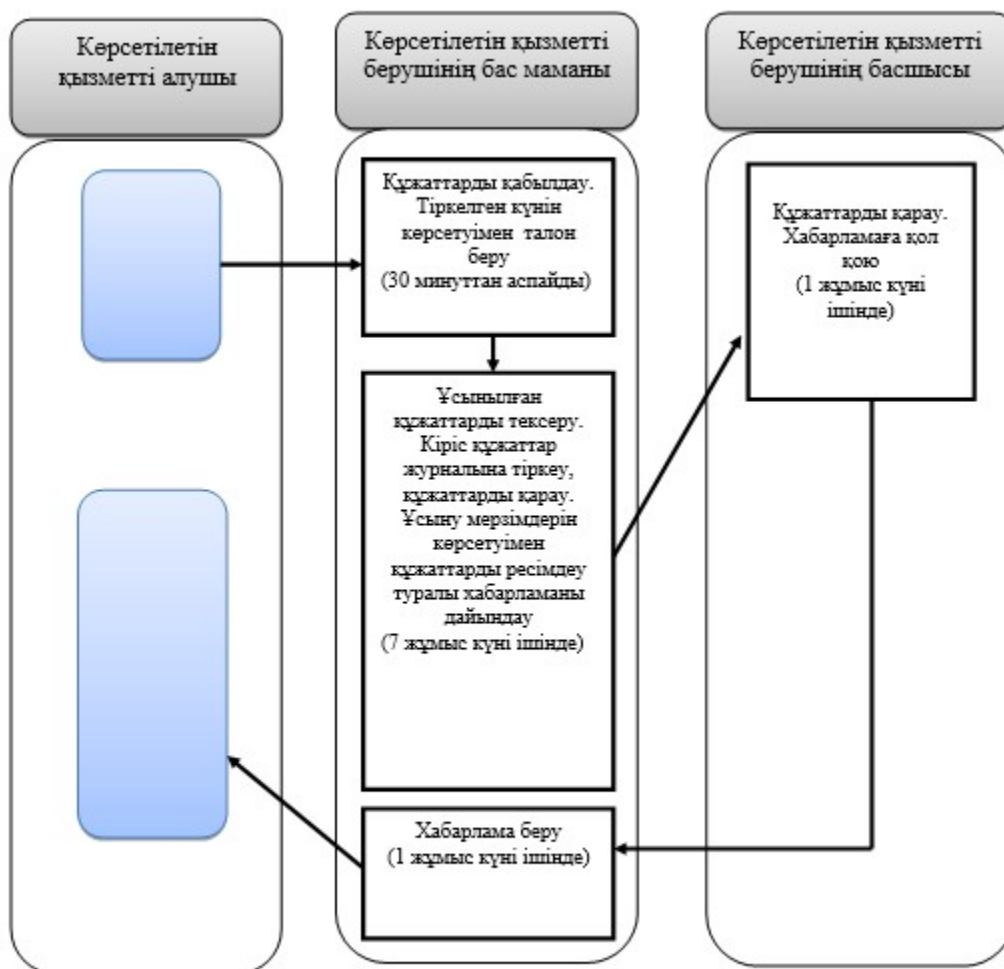 Көрсетілетін
қызметті алушы
Көрсетілетін қызметті
берушінің бас маманы
Көрсетілетін қызметті
берушінің басшысы
Құжаттарды қабылдау.
Тіркелген күнін
көрсетуімен талон
беру
(30 минуттан аспайды)
Құжаттарды қарау.
Хабарламаға қол
қою
(1 жұмыс күні
ішінде)
Ұсынылған
құжаттарды тексеру.
Кіріс құжаттар
журналына тіркеу,
құжаттарды қарау.
Ұсыну мерзімдерін
көрсетуімен
құжаттарды ресімдеу
туралы хабарламаны
дайындау
(7 жұмыс күні ішінде)
Хабарлама беру
(1 жұмыс күні ішінде)